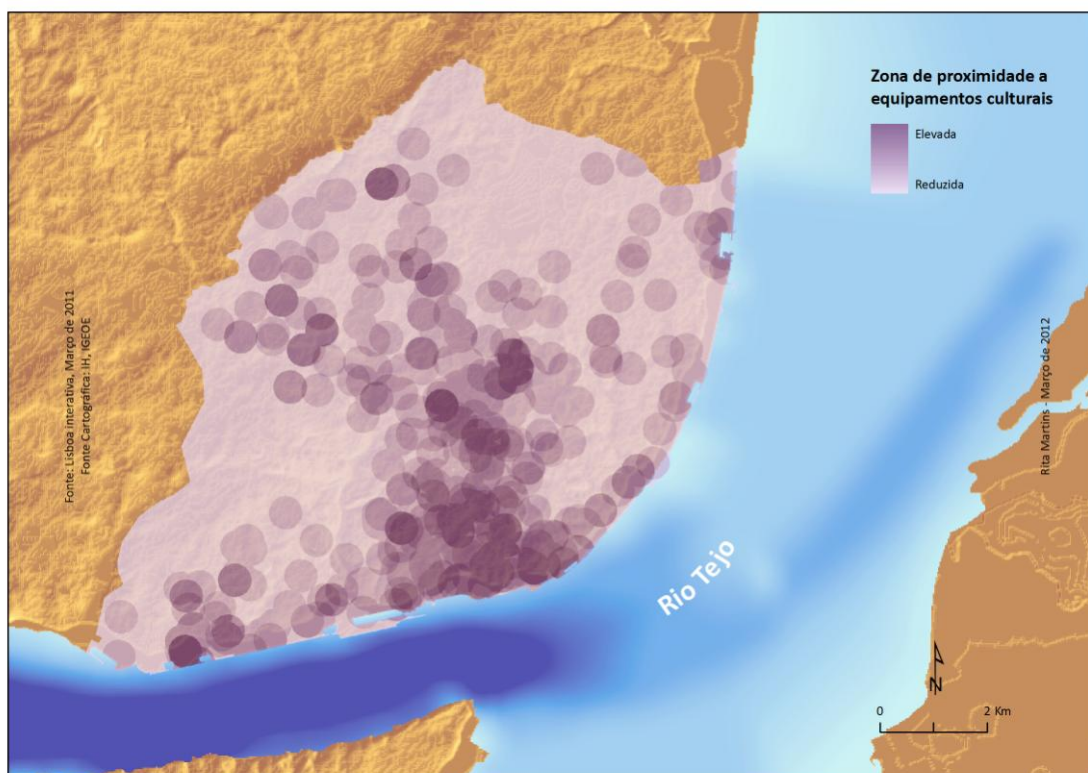 Zona de proximidade a
equipamentos culturais
Elevada
Reduzida
Fonte: Lisboa interativa, Março de 2011
Fonte Cartográfica: IH, IGEOE
Rita Martins - Março de 2012
Rio Tejo
N
0 2 Km